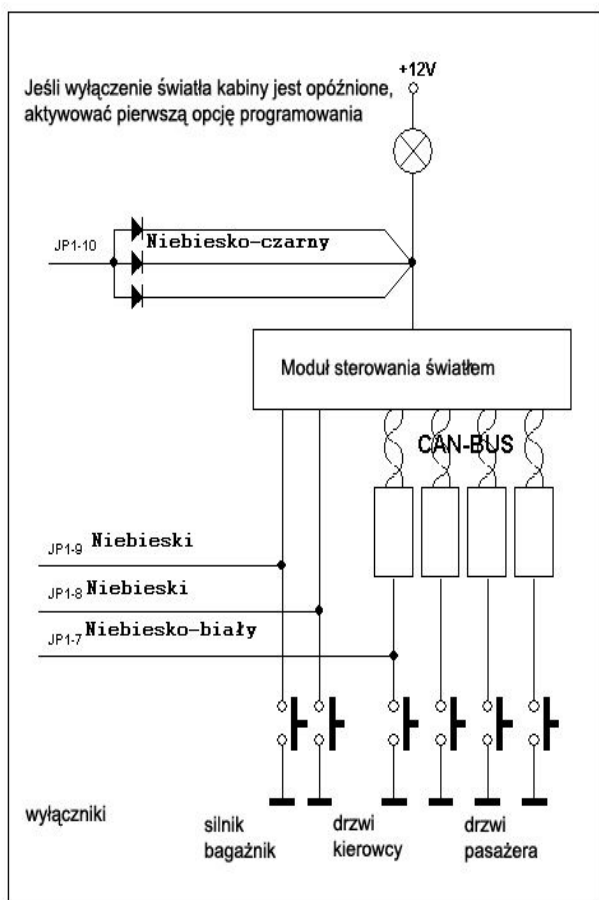 Jeśli wyłączenie światła kabiny jest opóźnione,
aktywować pierwszą opcję programowania
+12V
JP1-10 Niebiesko-czarny
Moduł sterowania światłem
CAN-BUS
JP1-9 Niebieski
JP1-8 Niebieski
JP1-7 Niebiesko-biały
wyłączniki
silnik
bagażnik
drzwi
kierowcy
drzwi
pasażera